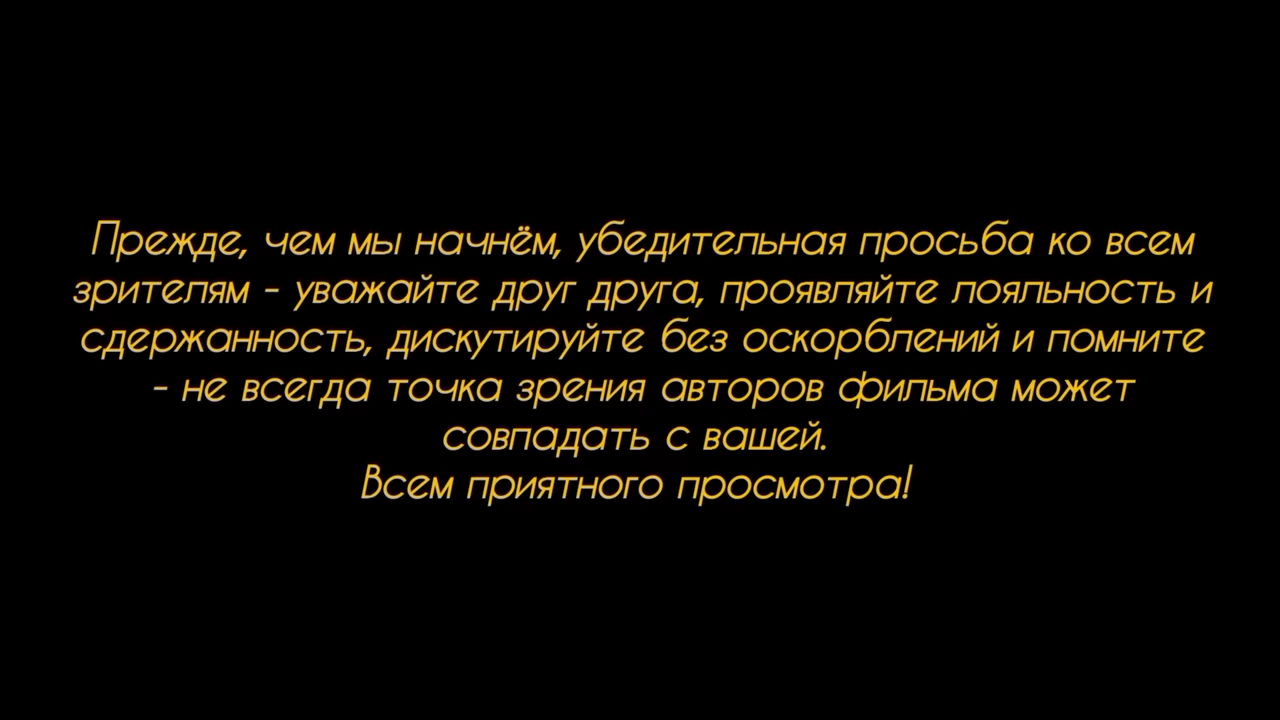 Прежде, чем мы начнём, убедительная просьба ко всем
зрителям - уважайте друг друга, проявляйте лояльность и
сдержанность, дискутируйте без оскорблений и помните
- не всегда точка зрения авторов фильма может
совпадать с вашей.
Всем приятного просмотра!